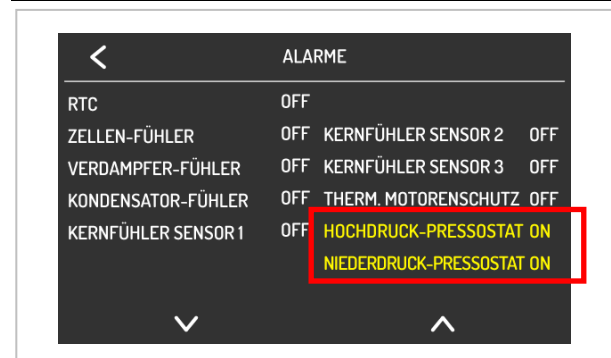 ALARME
RTC OFF
ZELLEN-FÜHLER OFF KERNFÜHLER SENSOR 2 OFF
VERDAMPFER-FÜHLER OFF KERNFÜHLER SENSOR 3 OFF
KONDENSATOR-FÜHLER OFF THERM. MOTORENSCHUTZ OFF
KERNFÜHLER SENSOR 1 OFF HOCHDRUCK-PRESSOSTAT ON
NIEDERDRUCK-PRESSOSTAT ON